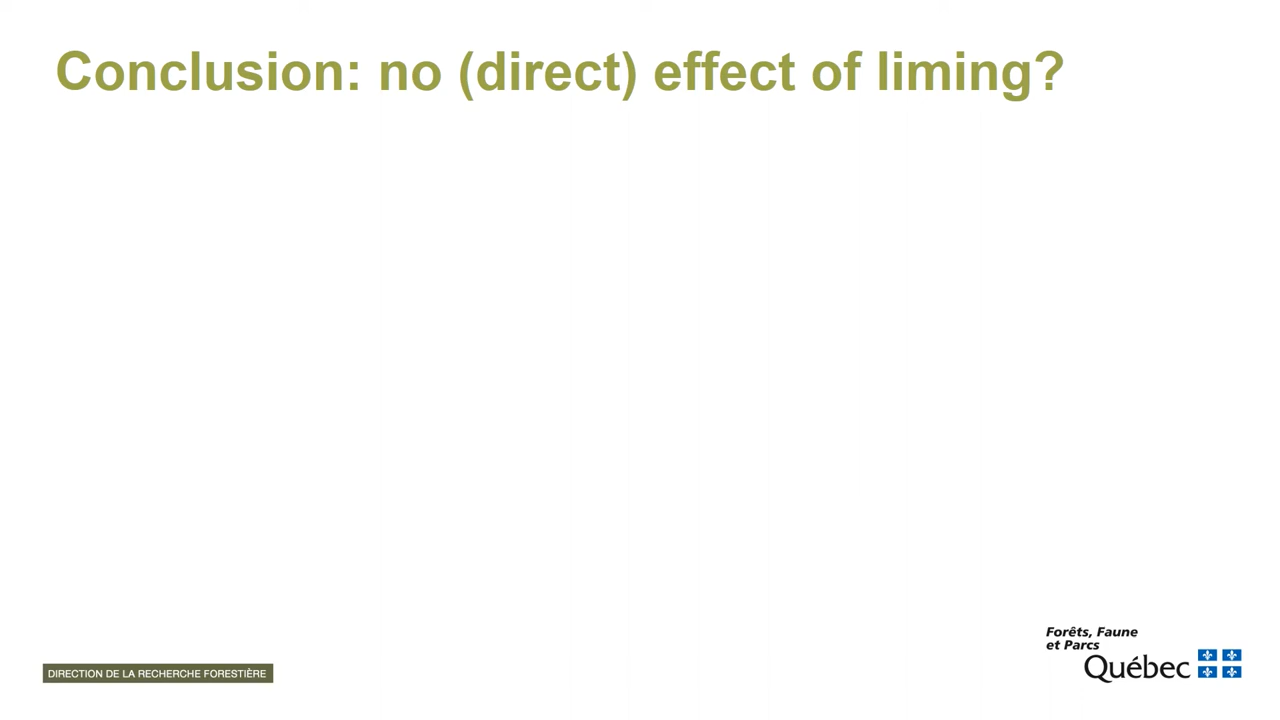 Conclusion: no (direct) effect of liming?
Forêts, Faune
et Parcs
Québec
DIRECTION DE LA RECHERCHE FORESTIÈRE